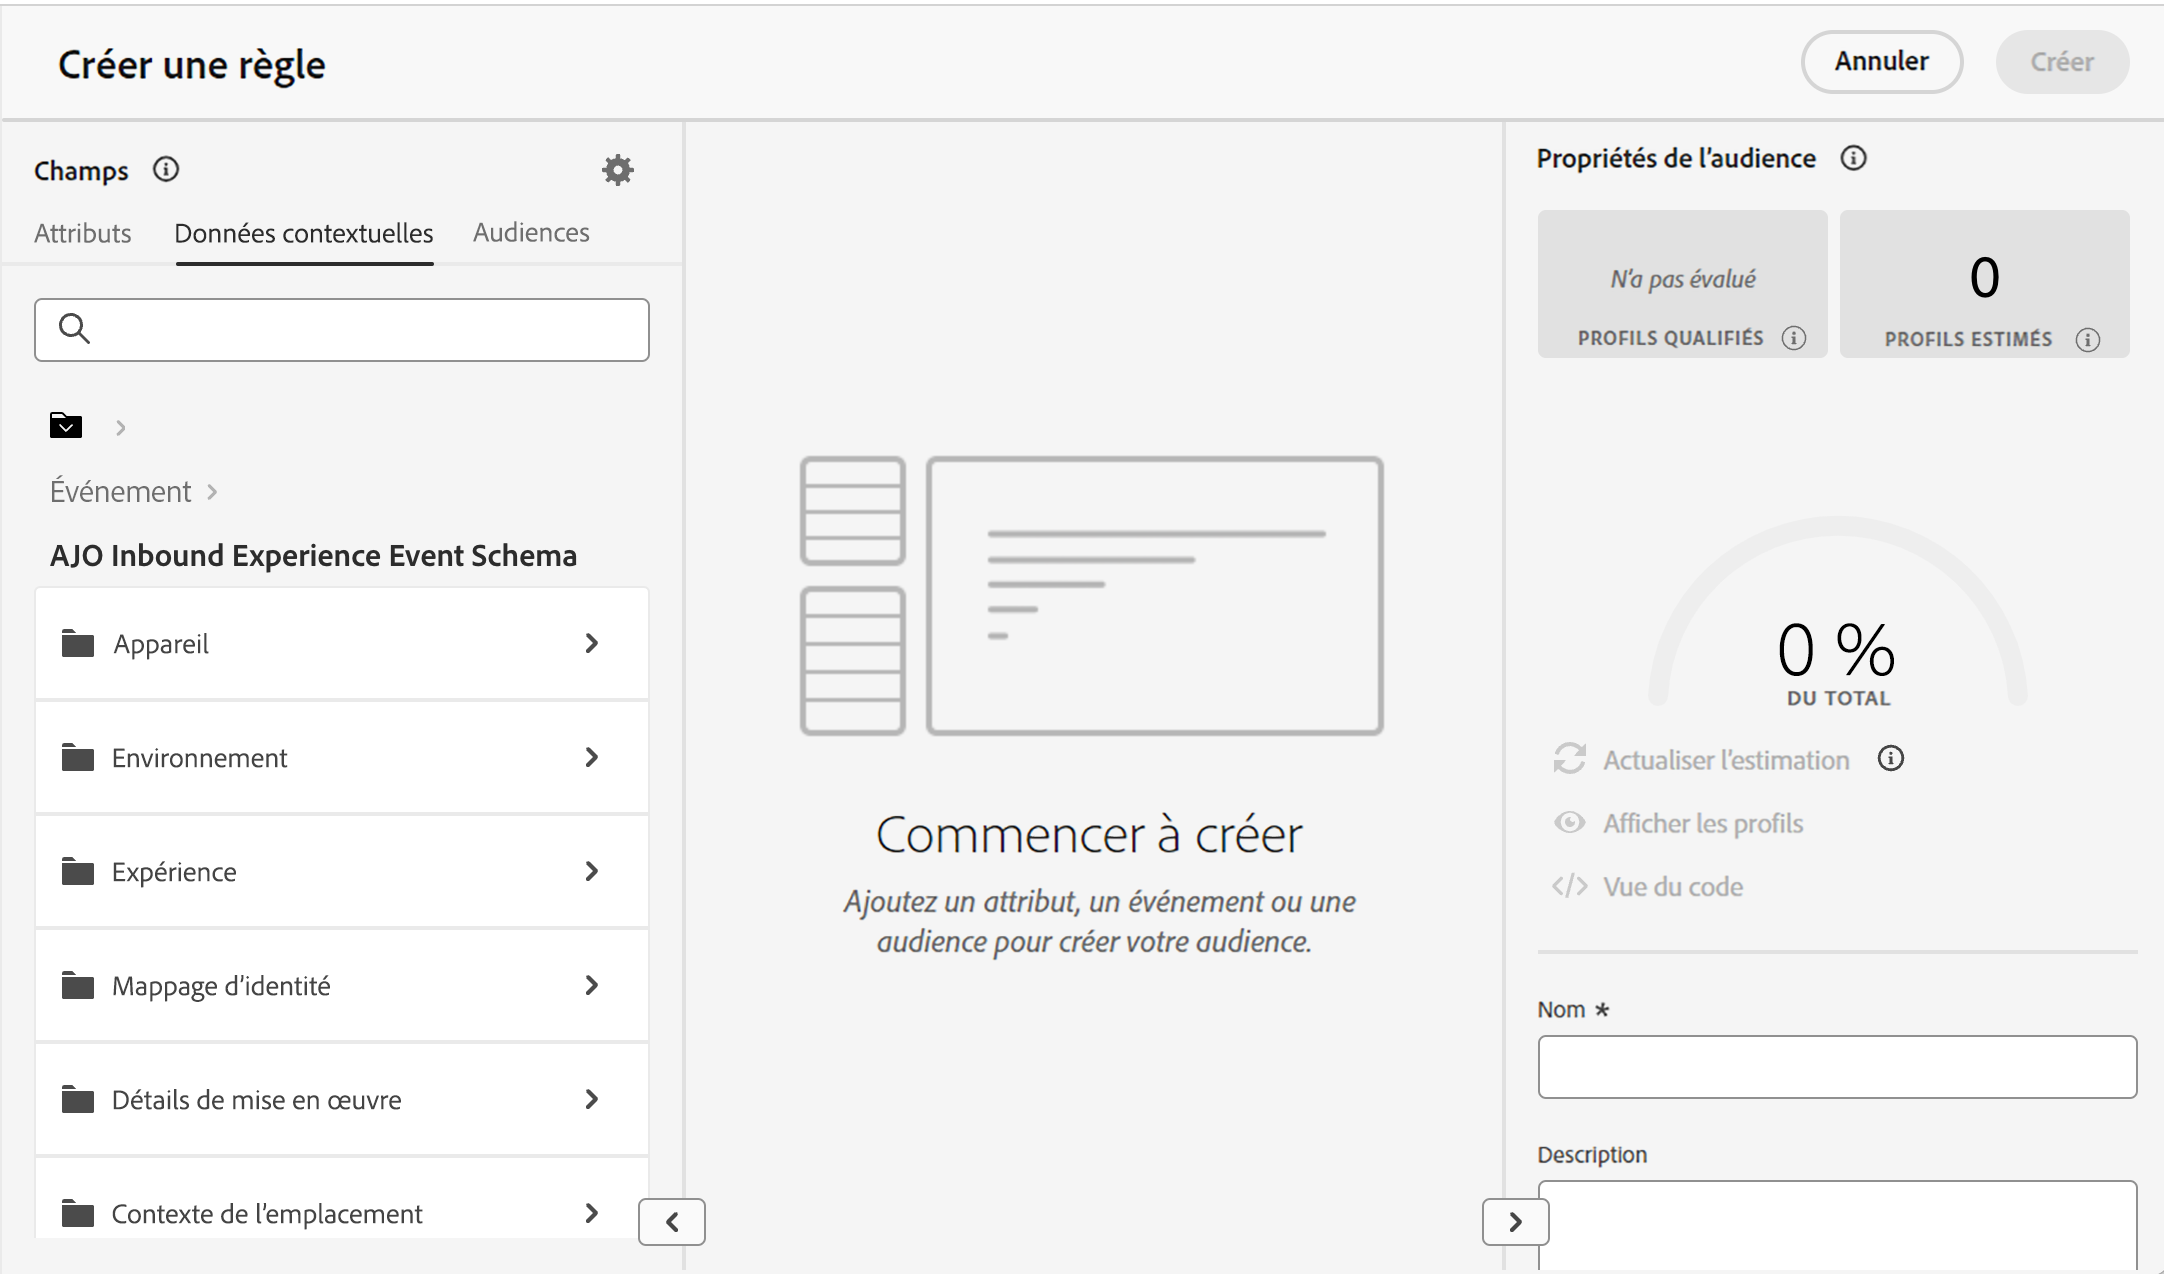 Créer une règle
Annuler
Créer
Champs
Attributs
Données contextuelles
Audiences
Événement
AJO Inbound Experience Event Schema
Appareil
Environnement
Expérience
Mappage d’identité
Détails de mise en œuvre
Contexte de l’emplacement
Commencer à créer
Ajoutez un attribut, un événement ou une
audience pour créer votre audience.
Propriétés de l’audience
N’a pas évalué
PROFILS QUALIFIÉS
0
PROFILS ESTIMÉS
0 %
DU TOTAL
Actualiser l’estimation
Afficher les profils
Vue du code
Nom *
Description